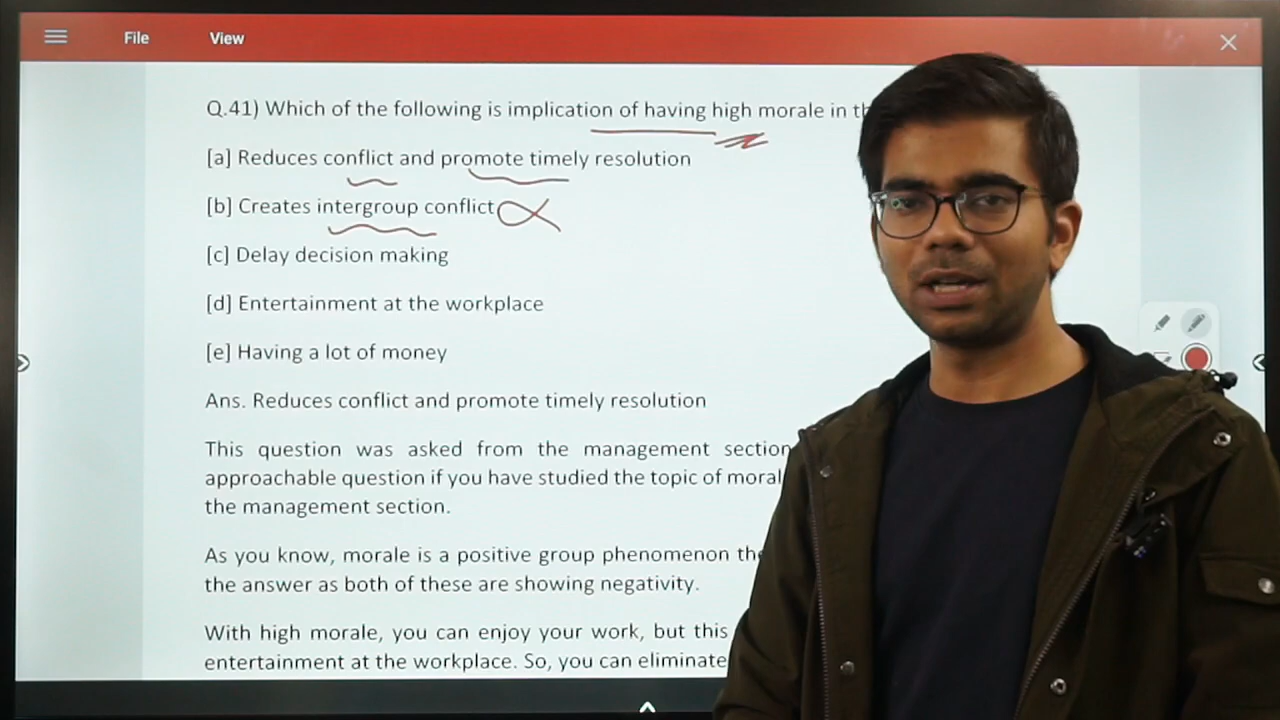 File View
Q.41) Which of the following is implication of having high morale in
[a] Reduces conflict and promote timely resolution
[b] Creates intergroup conflict
[c] Delay decision making
[d] Entertainment at the workplace
[e] Having a lot of money
Ans. Reduces conflict and promote timely resolution
This question was asked from the management section
approachable question if you have studied the topic of
the management section.
As you know, morale is a positive group phenomenon
the answer as both of these are showing negativity.
With high morale, you can enjoy your work, but this
entertainment at the workplace. So, you can eliminate